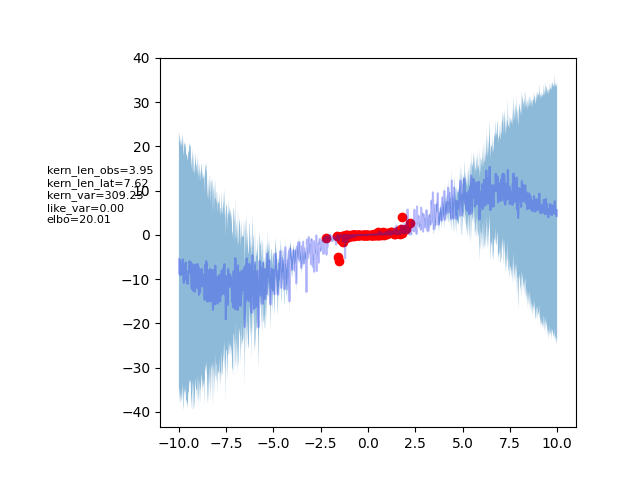 40
30
20
10
0
−10
−20
−30
−40
kern_len_obs=3.95
kern_len_lat=7.62
kern_var=309.25
like_var=0.00
elbo=20.01
−10.0 −7.5 −5.0 −2.5 0.0 2.5 5.0 7.5 10.0